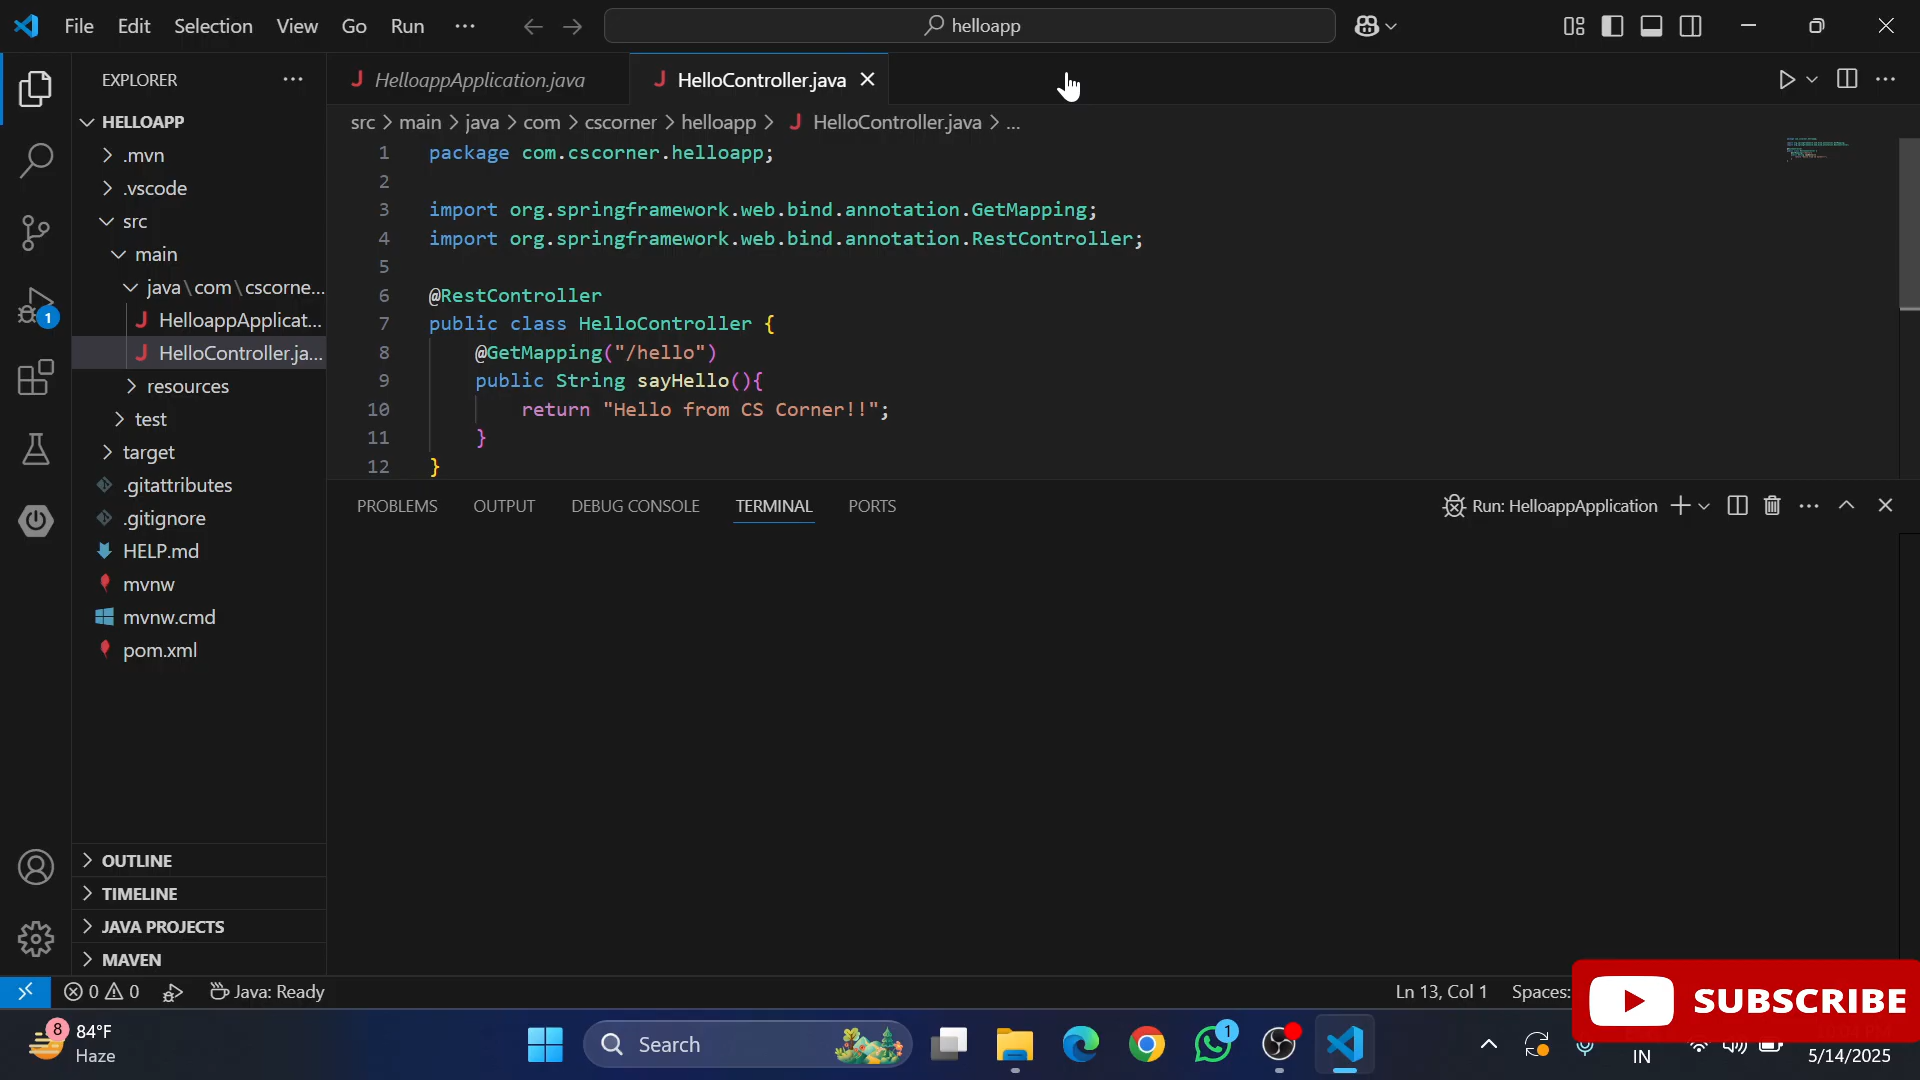 File Edit Selection View Go Run ··· helloapp
EXPLORER
HelloappApplication.java
HelloController.java
HELLOAPP
src > main > java > com > cscorner > helloapp > HelloController.java > ...
.mvn
.vscode
src
main
java\com\cscorne...
HelloappApplicat...
HelloController.ja...
resources
test
target
.gitattributes
.gitignore
HELP.md
mvnw
mvnw.cmd
pom.xml
OUTLINE
TIMELINE
JAVA PROJECTS
MAVEN
1 package com.cscorner.helloapp;
2
3 import org.springframework.web.bind.annotation.GetMapping;
4 import org.springframework.web.bind.annotation.RestController;
5
6 @RestController
7 public class HelloController {
8 @GetMapping("/hello")
9 public String sayHello(){
10 return "Hello from CS Corner!!";
11 }
12 }
PROBLEMS OUTPUT DEBUG CONSOLE TERMINAL PORTS
Run: HelloappApplication
1
0 0 Java: Ready
Ln 13, Col 1 Spaces:
SUBSCRIBE
8
84°F
Haze
Search
1
IN
5/14/2025